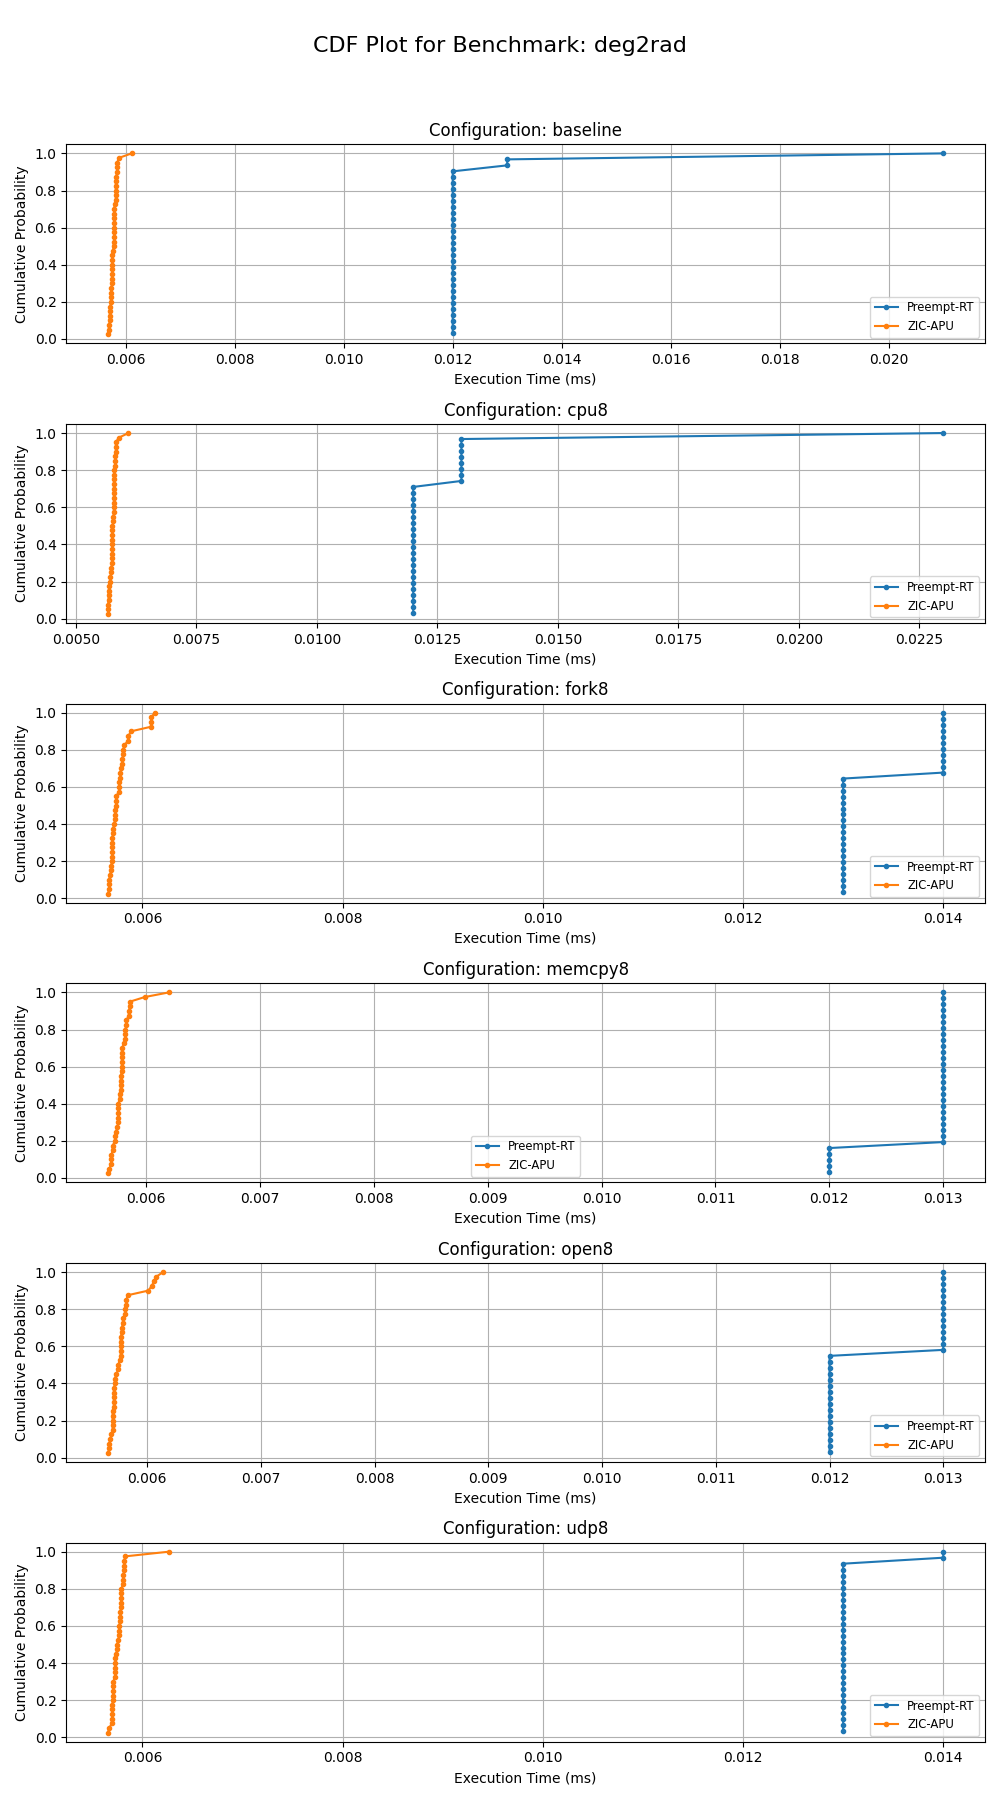 CDF Plot for Benchmark: deg2rad
Configuration: baseline
Cumulative Probability
1.0
0.8
0.6
0.4
0.2
0.0
Preempt-RT
ZIC-APU
0.006 0.008 0.010 0.012 0.014 0.016 0.018 0.020
Execution Time (ms)
Configuration: cpu8
Cumulative Probability
1.0
0.8
0.6
0.4
0.2
0.0
Preempt-RT
ZIC-APU
0.0050 0.0075 0.0100 0.0125 0.0150 0.0175 0.0200 0.0225
Execution Time (ms)
Configuration: fork8
Cumulative Probability
1.0
0.8
0.6
0.4
0.2
0.0
Preempt-RT
ZIC-APU
0.006 0.008 0.010 0.012 0.014
Execution Time (ms)
Configuration: memcpy8
Cumulative Probability
1.0
0.8
0.6
0.4
0.2
0.0
Preempt-RT
ZIC-APU
0.006 0.007 0.008 0.009 0.010 0.011 0.012 0.013
Execution Time (ms)
Configuration: open8
Cumulative Probability
1.0
0.8
0.6
0.4
0.2
0.0
Preempt-RT
ZIC-APU
0.006 0.007 0.008 0.009 0.010 0.011 0.012 0.013
Execution Time (ms)
Configuration: udp8
Cumulative Probability
1.0
0.8
0.6
0.4
0.2
0.0
Preempt-RT
ZIC-APU
0.006 0.008 0.010 0.012 0.014
Execution Time (ms)